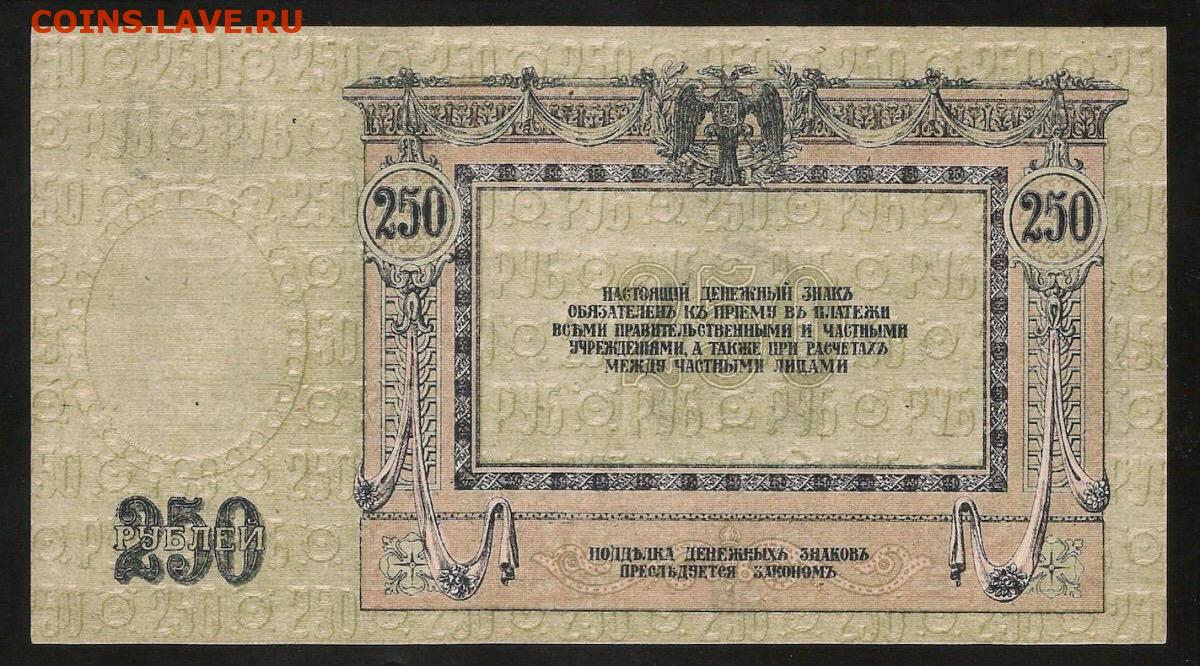 COINS.LAVE.RU
250
250
НАСТОЯЩІЙ ДЕНЕЖНЫЙ ЗНАКЪ
ОБЯЗАТЕЛЕНЪ КЪ ПРІЕМУ ВЪ ПЛАТЕЖИ
ВСѢМИ ПРАВИТЕЛЬСТВЕННЫМИ И ЧАСТНЫМИ
УЧРЕЖДЕНІЯМИ, А ТАКЖЕ ПРИ РАСЧЕТАХЪ
МЕЖДУ ЧАСТНЫМИ ЛИЦАМИ
250
РУБЛЕЙ
ПОДДѢЛКА ДЕНЕЖНЫХЪ ЗНАКОВЪ
ПРЕСЛѢДУЕТСЯ ЗАКОНОМЪ